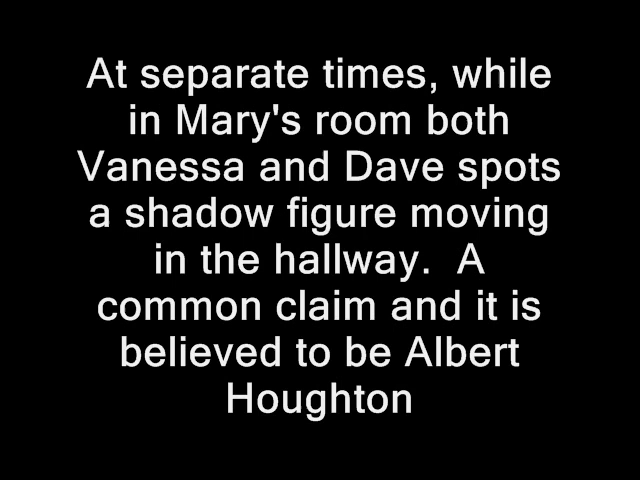 At separate times, while
in Mary's room both
Vanessa and Dave spots
a shadow figure moving
in the hallway.  A
common claim and it is
believed to be Albert
Houghton